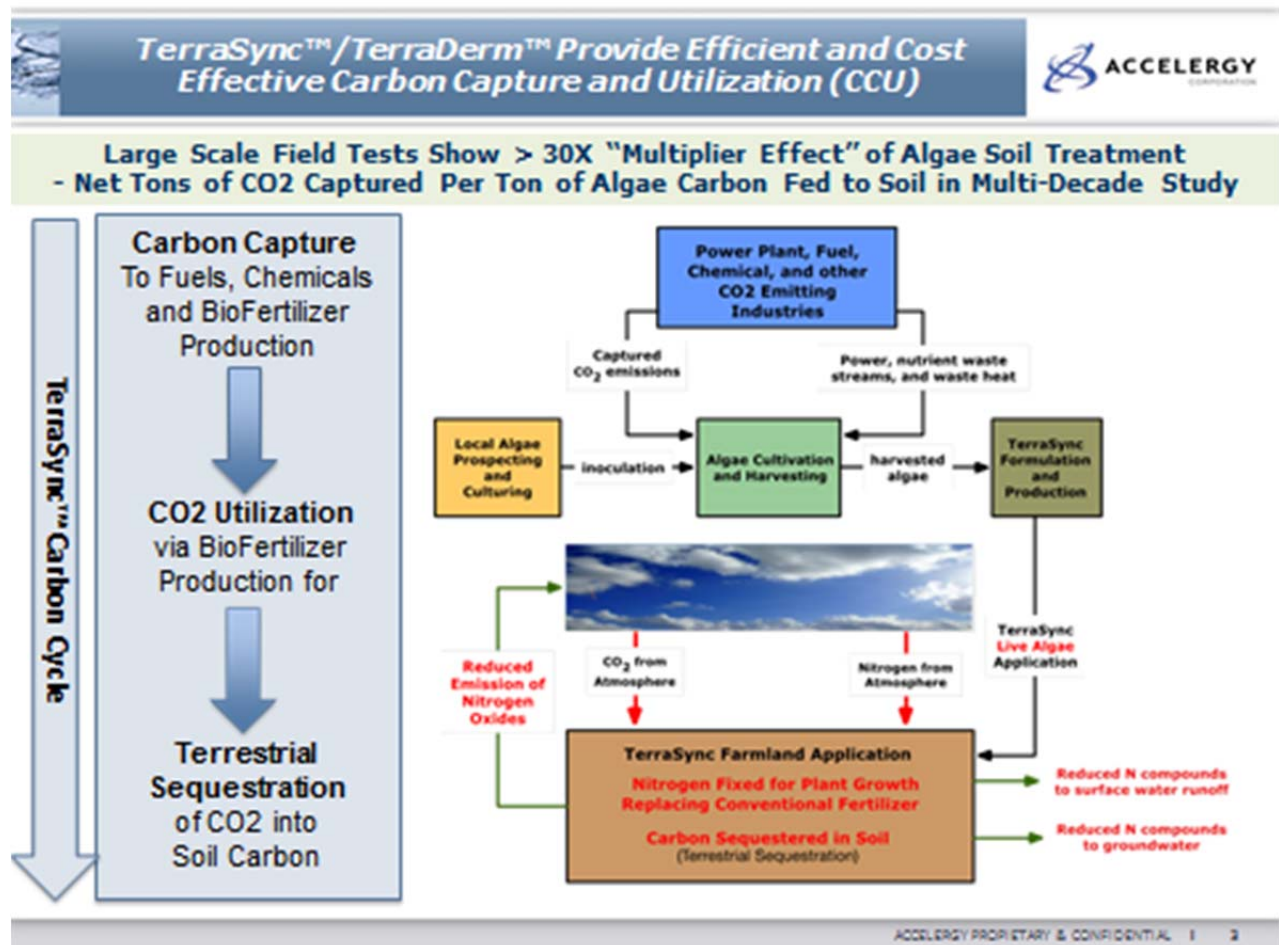 TerraSync™/TerraDerm™ Provide Efficient and Cost
Effective Carbon Capture and Utilization (CCU)
ACCELERGY
CORPORATION
Large Scale Field Tests Show > 30X “Multiplier Effect” of Algae Soil Treatment
- Net Tons of CO2 Captured Per Ton of Algae Carbon Fed to Soil in Multi-Decade Study
TerraSync™ Carbon Cycle
Carbon Capture
To Fuels, Chemicals
and BioFertilizer
Production
CO2 Utilization
via BioFertilizer
Production for
Terrestrial
Sequestration
of CO2 into
Soil Carbon
Power Plant, Fuel,
Chemical, and other
CO2 Emitting
Industries
Captured
CO2 emissions
Power, nutrient waste
streams, and waste heat
Local Algae
Prospecting
and
Culturing
inoculation
Algae Cultivation
and Harvesting
harvested
algae
TerraSync
Formulation
and
Production
Reduced
Emission of
Nitrogen
Oxides
CO2 from
Atmosphere
Nitrogen from
Atmosphere
TerraSync
Live Algae
Application
TerraSync Farmland Application
Nitrogen Fixed for Plant Growth
Replacing Conventional Fertilizer
Carbon Sequestered in Soil
(Terrestrial Sequestration)
Reduced N compounds
to surface water runoff
Reduced N compounds
to groundwater
ACCELERGY PROPRIETARY & CONFIDENTIAL I 3